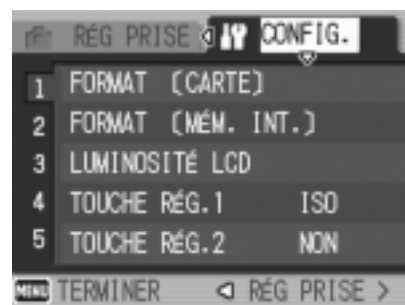 RÉG PRISE CONFIG.
1 FORMAT (CARTE)
2 FORMAT (MÉM. INT.)
3 LUMINOSITÉ LCD
4 TOUCHE RÉG.1 ISO
5 TOUCHE RÉG.2 NON
MENU TERMINER RÉG PRISE >